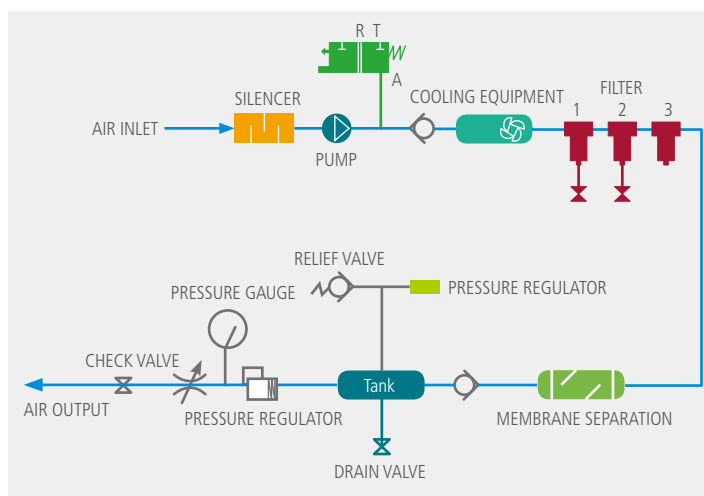 R T
A
SILENCER
COOLING EQUIPMENT
FILTER
1 2 3
AIR INLET
PUMP
RELIEF VALVE
PRESSURE GAUGE
PRESSURE REGULATOR
CHECK VALVE
Tank
AIR OUTPUT
PRESSURE REGULATOR
MEMBRANE SEPARATION
DRAIN VALVE